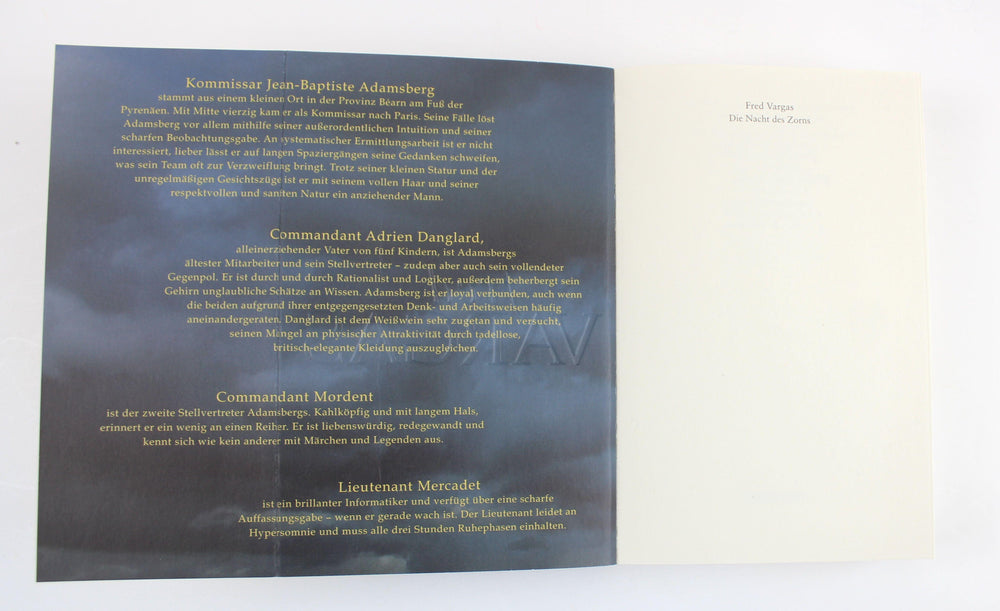 Kommissar Jean-Baptiste Adamsberg
stammt aus einem kleinen Ort in der Provinz Béarn am Fuß der
Pyrenäen. Mit Mitte vierzig kam er als Kommissar nach Paris. Seine Fälle löst
Adamsberg vor allem mithilfe seiner außerordentlichen Intuition und seiner
scharfen Beobachtungsgabe. An systematischer Ermittlungsarbeit ist er nicht
interessiert, lieber lässt er auf langen Spaziergängen seine Gedanken schweifen,
was sein Team oft zur Verzweiflung bringt. Trotz seiner kleinen Statur und der
unregelmäßigen Gesichtszüge ist er mit seinem vollen Haar und seiner
respektvollen und sanften Natur ein anziehender Mann.
Commandant Adrien Danglard,
alleinerziehender Vater von fünf Kindern, ist Adamsbergs
ältester Mitarbeiter und sein Stellvertreter – zudem aber auch sein vollendeter
Gegenpol. Er ist durch und durch Rationalist und Logiker, außerdem beherbergt sein
Gehirn unglaubliche Schätze an Wissen. Adamsberg ist er loyal verbunden, auch wenn
die beiden aufgrund ihrer entgegengesetzten Denk- und Arbeitsweisen häufig
aneinandergeraten. Danglard ist dem Weißwein sehr zugetan und versucht,
seinen Mangel an physischer Attraktivität durch tadellose,
britisch-elegante Kleidung auszugleichen.
Commandant Mordent
ist der zweite Stellvertreter Adamsbergs. Kahlköpfig und mit langem Hals,
erinnert er ein wenig an einen Reiher. Er ist liebenswürdig, redegewandt und
kennt sich wie kein anderer mit Märchen und Legenden aus.
Lieutenant Mercadet
ist ein brillanter Informatiker und verfügt über eine scharfe
Auffassungsgabe – wenn er gerade wach ist. Der Lieutenant leidet an
Hypersomnie und muss alle drei Stunden Ruhephasen einhalten.
VARGAS
Fred Vargas
Die Nacht des Zorns